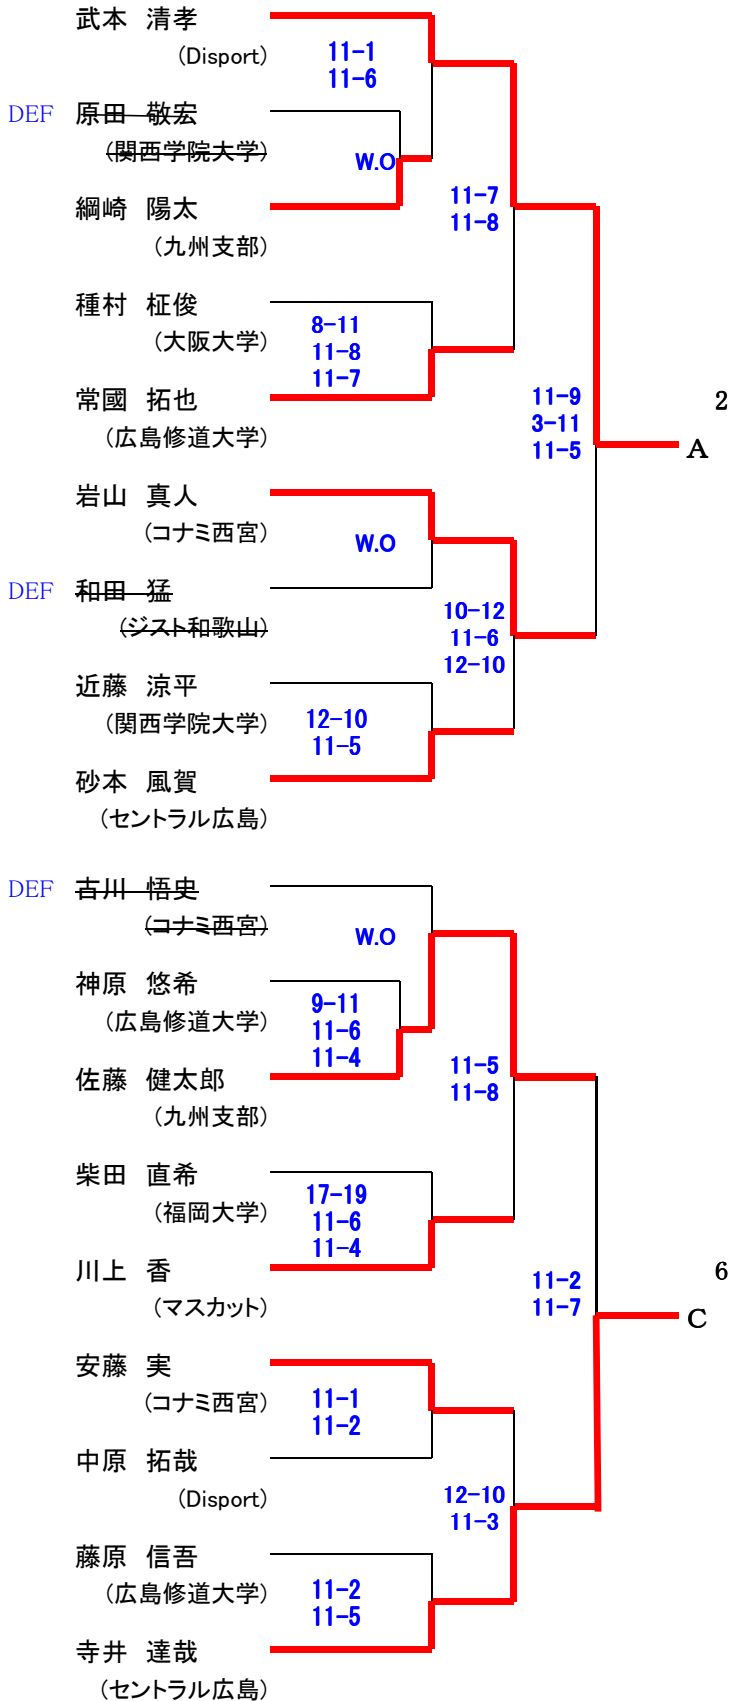 武本 清孝
(Disport)
11-1
11-6
DEF 原田 敬宏
(関西学院大学)
W.O
綱崎 陽太
(九州支部)
11-7
11-8
種村 柾俊
(大阪大学)
8-11
11-8
11-7
常國 拓也
(広島修道大学)
11-9
3-11
11-5
2
A
岩山 真人
(コナミ西宮)
W.O
DEF 和田 猛
(ジスト和歌山)
10-12
11-6
12-10
近藤 涼平
(関西学院大学)
12-10
11-5
砂本 風賀
(セントラル広島)
DEF 古川 悟史
(コナミ西宮)
W.O
神原 悠希
(広島修道大学)
9-11
11-6
11-4
佐藤 健太郎
(九州支部)
11-5
11-8
柴田 直希
(福岡大学)
17-19
11-6
11-4
川上 香
(マスカット)
11-2
11-7
6
C
安藤 実
(コナミ西宮)
11-1
11-2
中原 拓哉
(Disport)
12-10
11-3
藤原 信吾
(広島修道大学)
11-2
11-5
寺井 達哉
(セントラル広島)